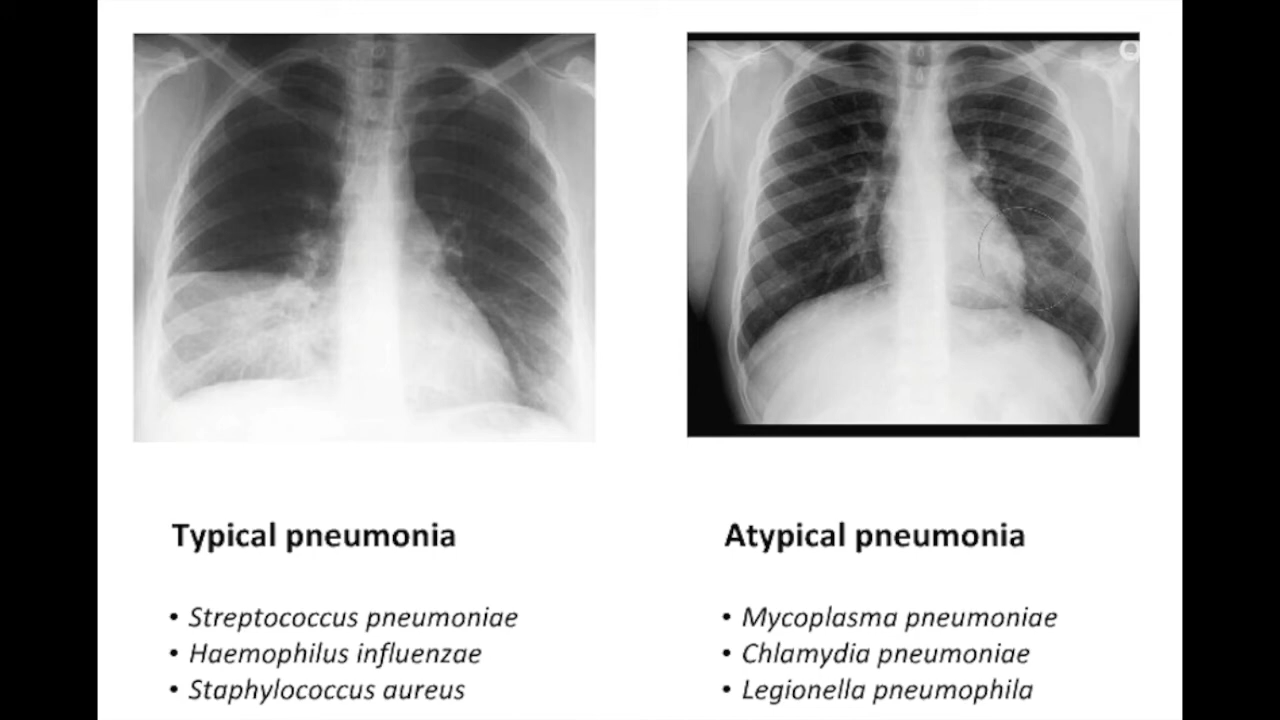 Typical pneumonia
• Streptococcus pneumoniae
• Haemophilus influenzae
• Staphylococcus aureus
Atypical pneumonia
• Mycoplasma pneumoniae
• Chlamydia pneumoniae
• Legionella pneumophila